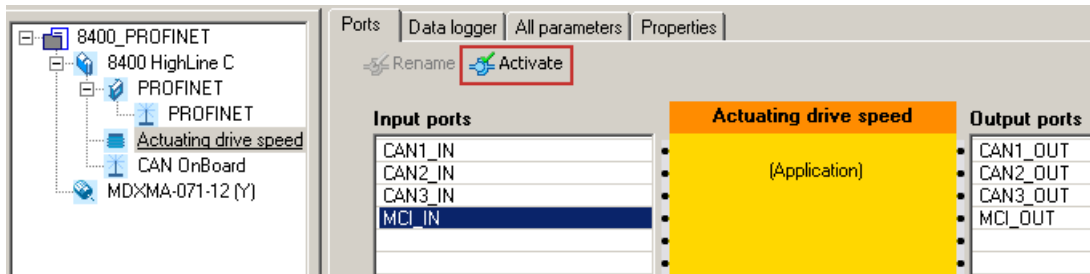 8400_PROFINET
8400 HighLine C
PROFINET
PROFINET
Actuating drive speed
CAN OnBoard
MDXMA-071-12 (Y)
Ports Data logger All parameters Properties
Rename Activate
Input ports
CAN1_IN
CAN2_IN
CAN3_IN
MCI_IN
Actuating drive speed
(Application)
Output ports
CAN1_OUT
CAN2_OUT
CAN3_OUT
MCI_OUT